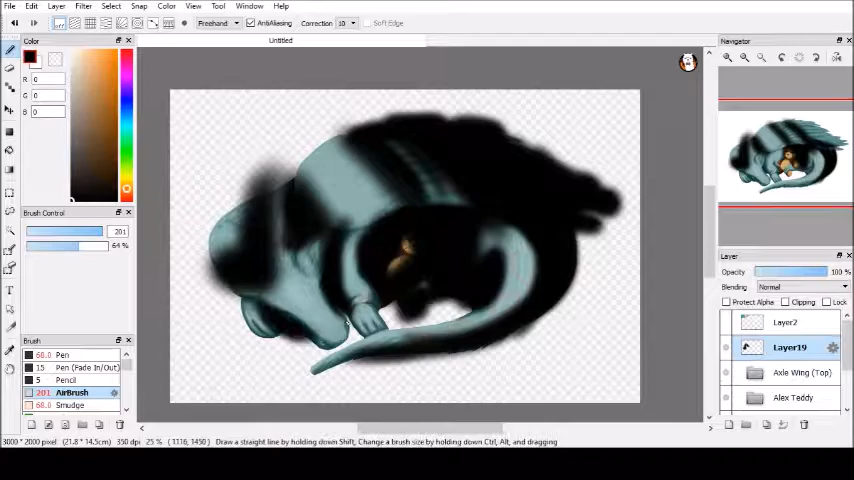 File Edit Layer Filter Select Snap Color View Tool Window Help
off Freehand AntiAliasing Correction 10 Soft Edge
Untitled
Color
R 0
G 0
B 0
Brush Control
201
64 %
Brush
68.0 Pen
15 Pen (Fade In/Out)
5 Pencil
201 AirBrush
68.0 Smudge
Navigator
Layer
Opacity 100 %
Blending Normal
Protect Alpha Clipping Lock
Layer2
Layer19
Axle Wing (Top)
Alex Teddy
3000 * 2000 pixel (21.8 * 14.5cm) 350 dpi 25 % ( 1116, 1450 ) Draw a straight line by holding down Shift, Change a brush size by holding down Ctrl, Alt, and dragging